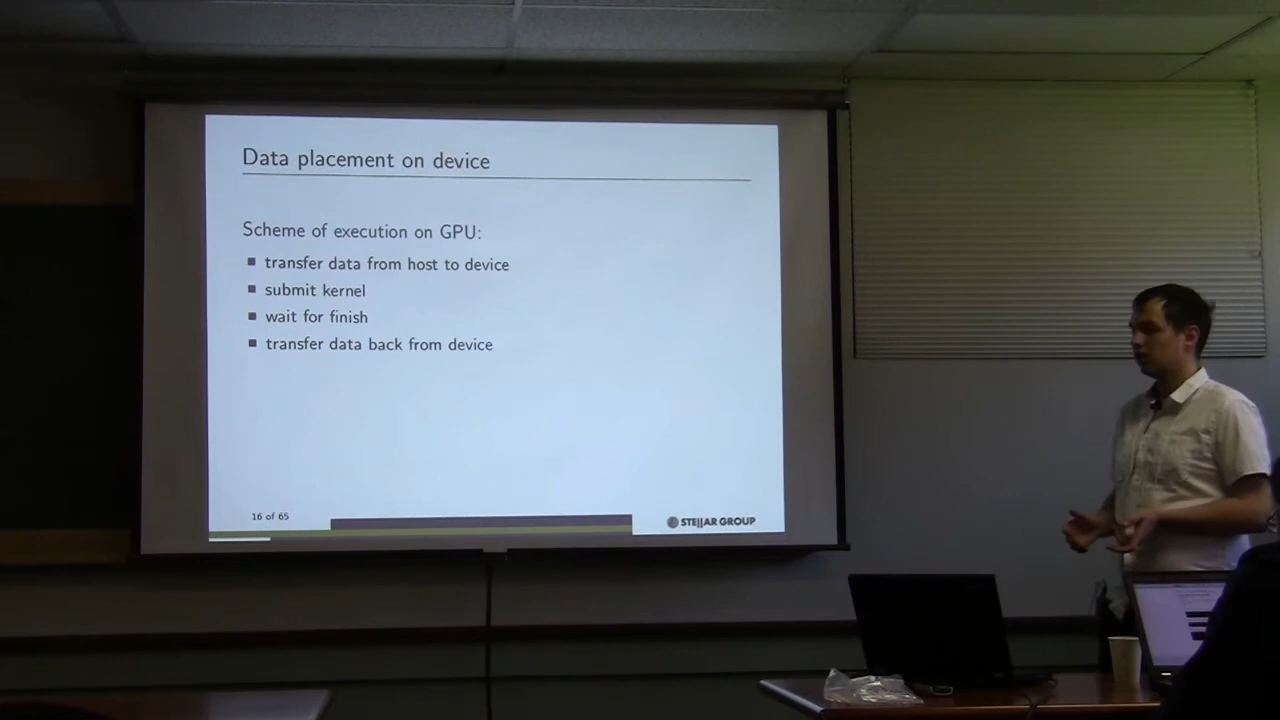 Data placement on device
Scheme of execution on GPU:
transfer data from host to device
submit kernel
wait for finish
transfer data back from device
16 of 65
STE||AR GROUP